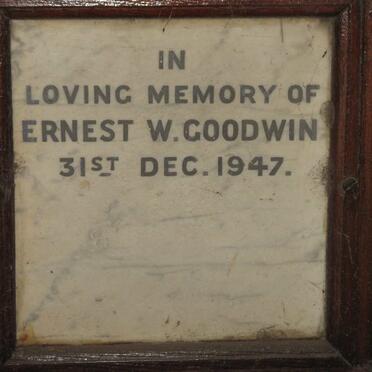 IN
LOVING MEMORY OF
ERNEST W. GOODWIN
31ST DEC. 1947.